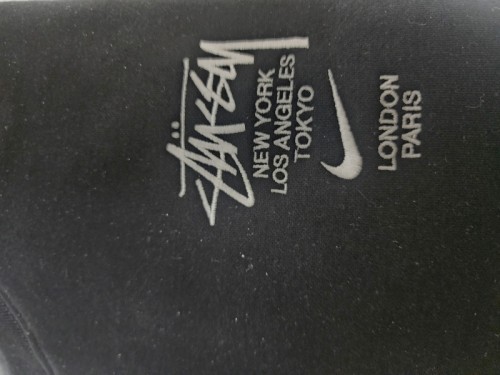 Stüssy
NEW YORK
LOS ANGELES
TOKYO
LONDON
PARIS